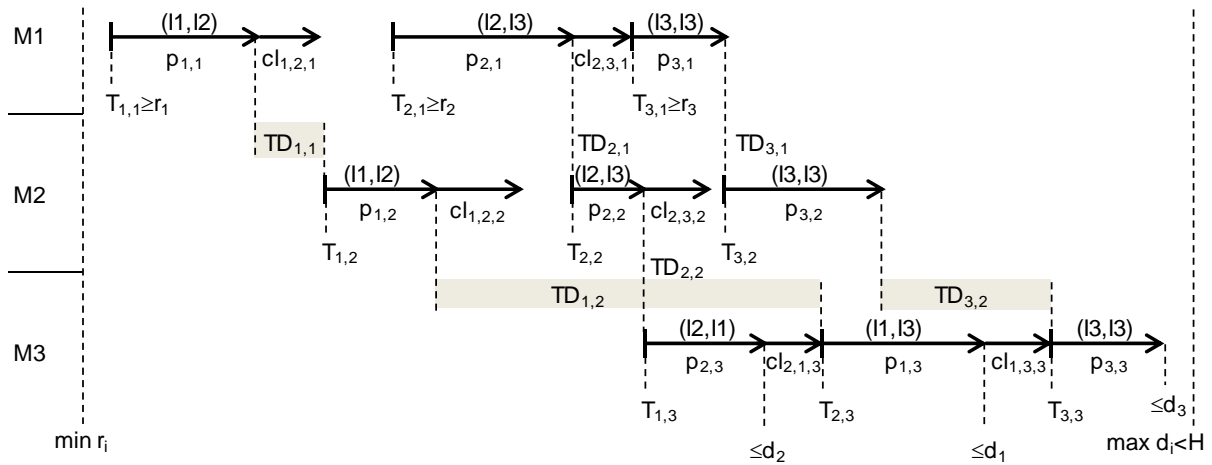 (I1,I2) (I2,I3) (I3,I3)
M1
p1,1 cl1,2,1 p2,1 cl2,3,1 p3,1
T1,1≥r1 T2,1≥r2 T3,1≥r3
TD1,1 TD2,1 TD3,1
(I1,I2) (I2,I3) (I3,I3)
M2
p1,2 cl1,2,2 p2,2 cl2,3,2 p3,2
T1,2 T2,2 T3,2
TD2,2
TD1,2 TD3,2
(I2,I1) (I1,I3) (I3,I3)
M3
p2,3 cl2,1,3 p1,3 cl1,3,3 p3,3
T1,3 T2,3 T3,3
≤d3
min ri ≤d2 ≤d1 max di<H